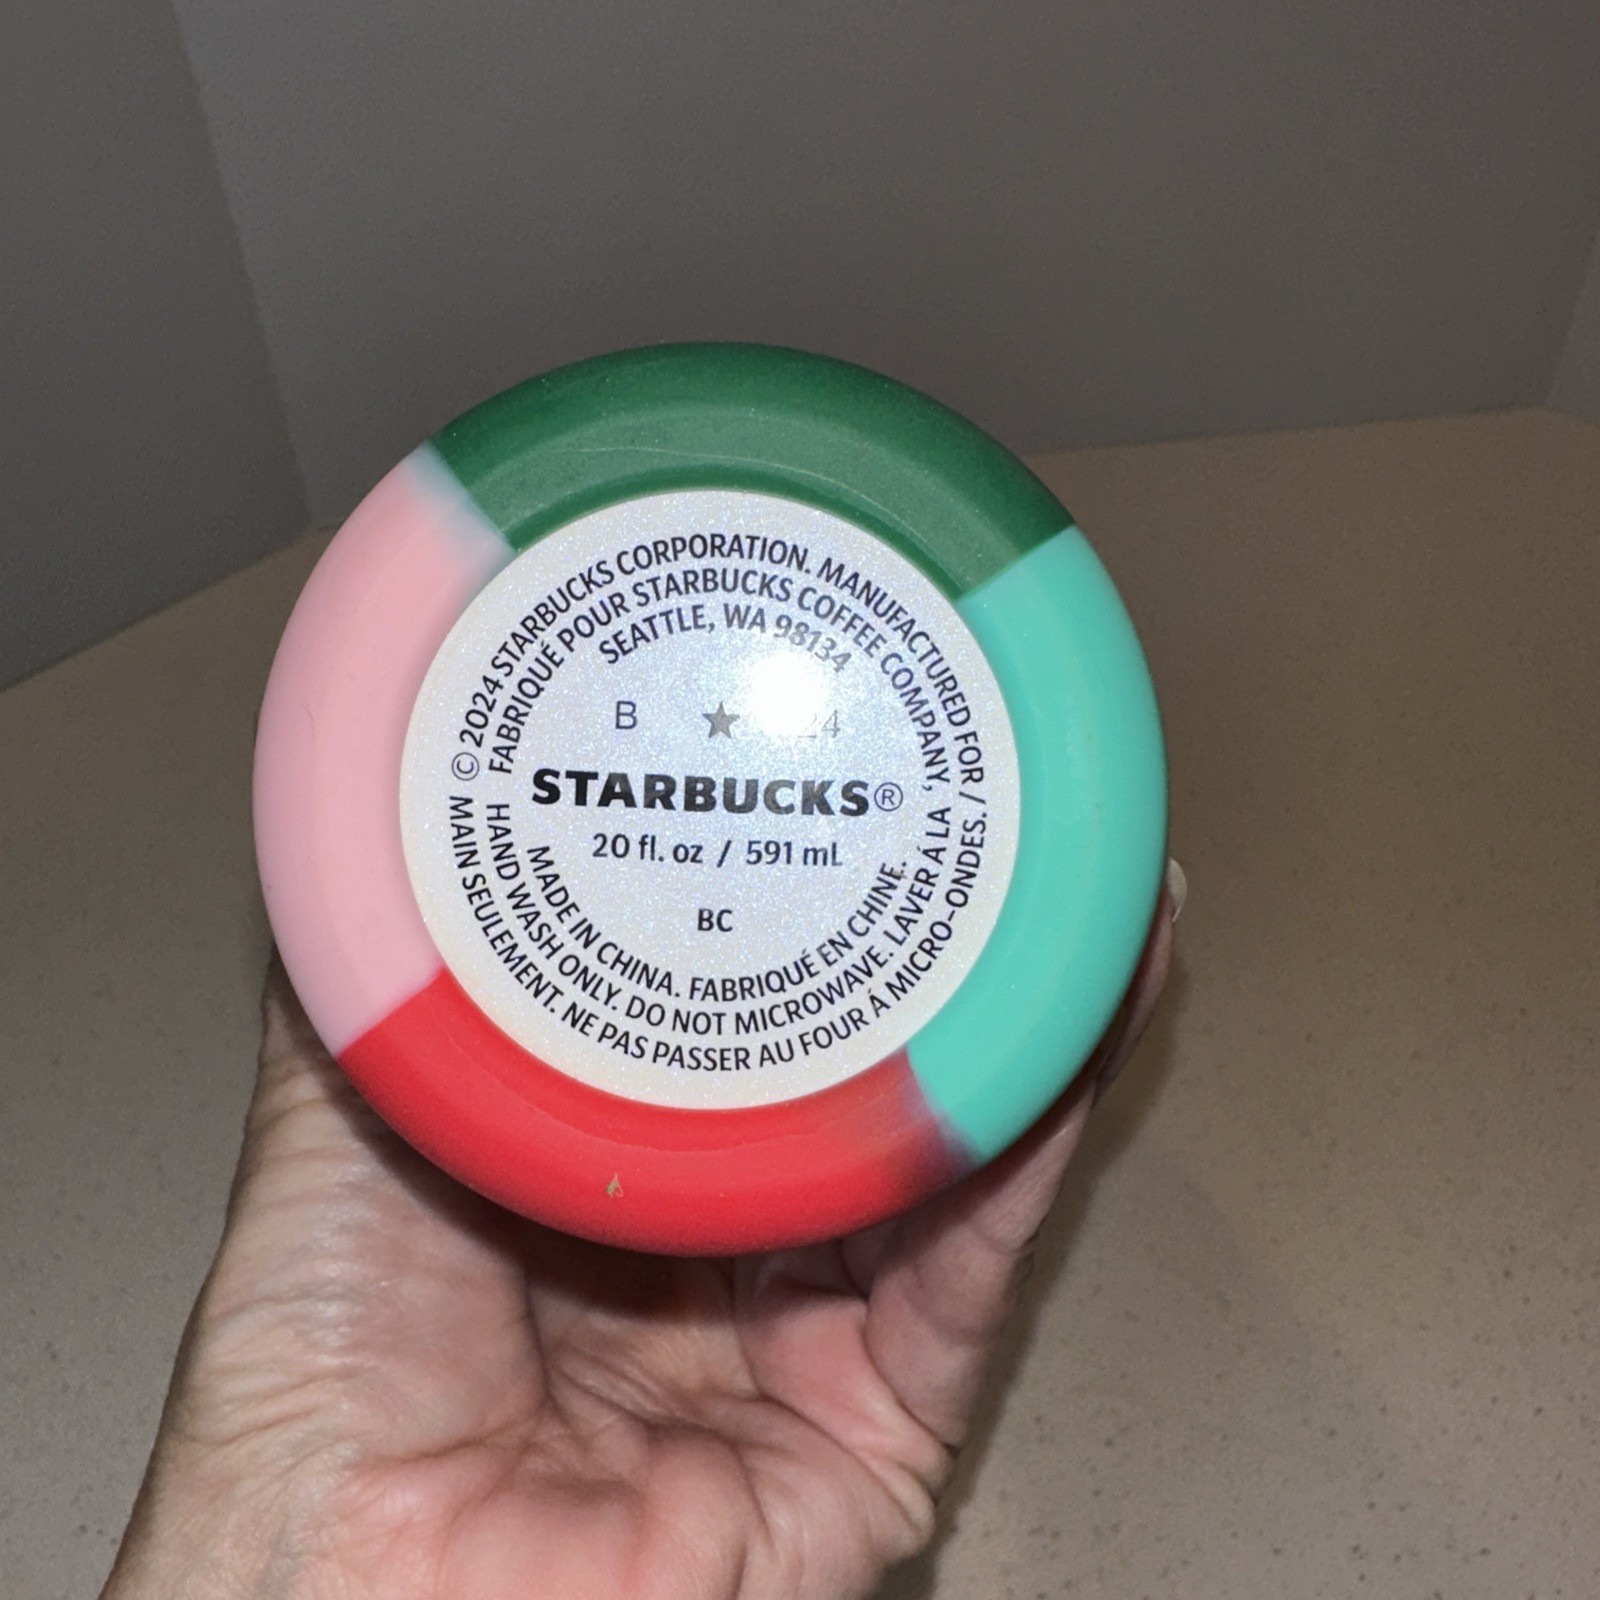 © 2024 STARBUCKS CORPORATION. MANUFACTURED FOR /
FABRIQUÉ POUR STARBUCKS COFFEE COMPANY,
SEATTLE, WA 98134
B ★ 24
STARBUCKS®
20 fl. oz / 591 mL
BC
MADE IN CHINA. FABRIQUÉ EN CHINE.
HAND WASH ONLY. DO NOT MICROWAVE. LAVER Á LA
MAIN SEULEMENT. NE PAS PASSER AU FOUR Á MICRO-ONDES.